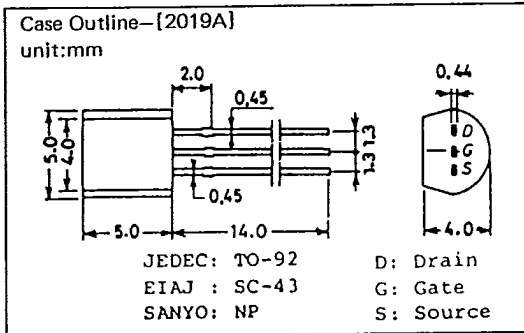 Case Outline—[2019A]
unit:mm
2.0
0.44
0,45
5.0
4.0
1.3
1.3
D
G
S
0,45
5.0
14.0
4.0
JEDEC: TO-92
D: Drain
EIAJ : SC-43
G: Gate
SANYO: NP
S: Source